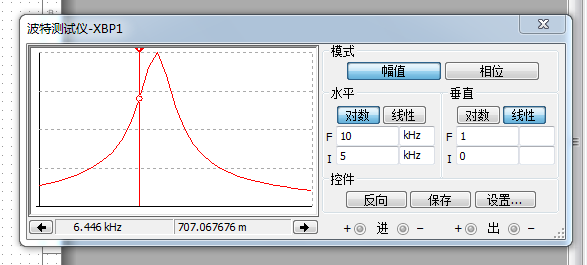 波特测试仪-XBP1
模式
幅值 相位
水平 垂直
对数 线性 对数 线性
F 10 kHz F 1
I 5 kHz I 0
控件
反向 保存 设置...
6.446 kHz 707.067676 m
+ 进 - + 出 -